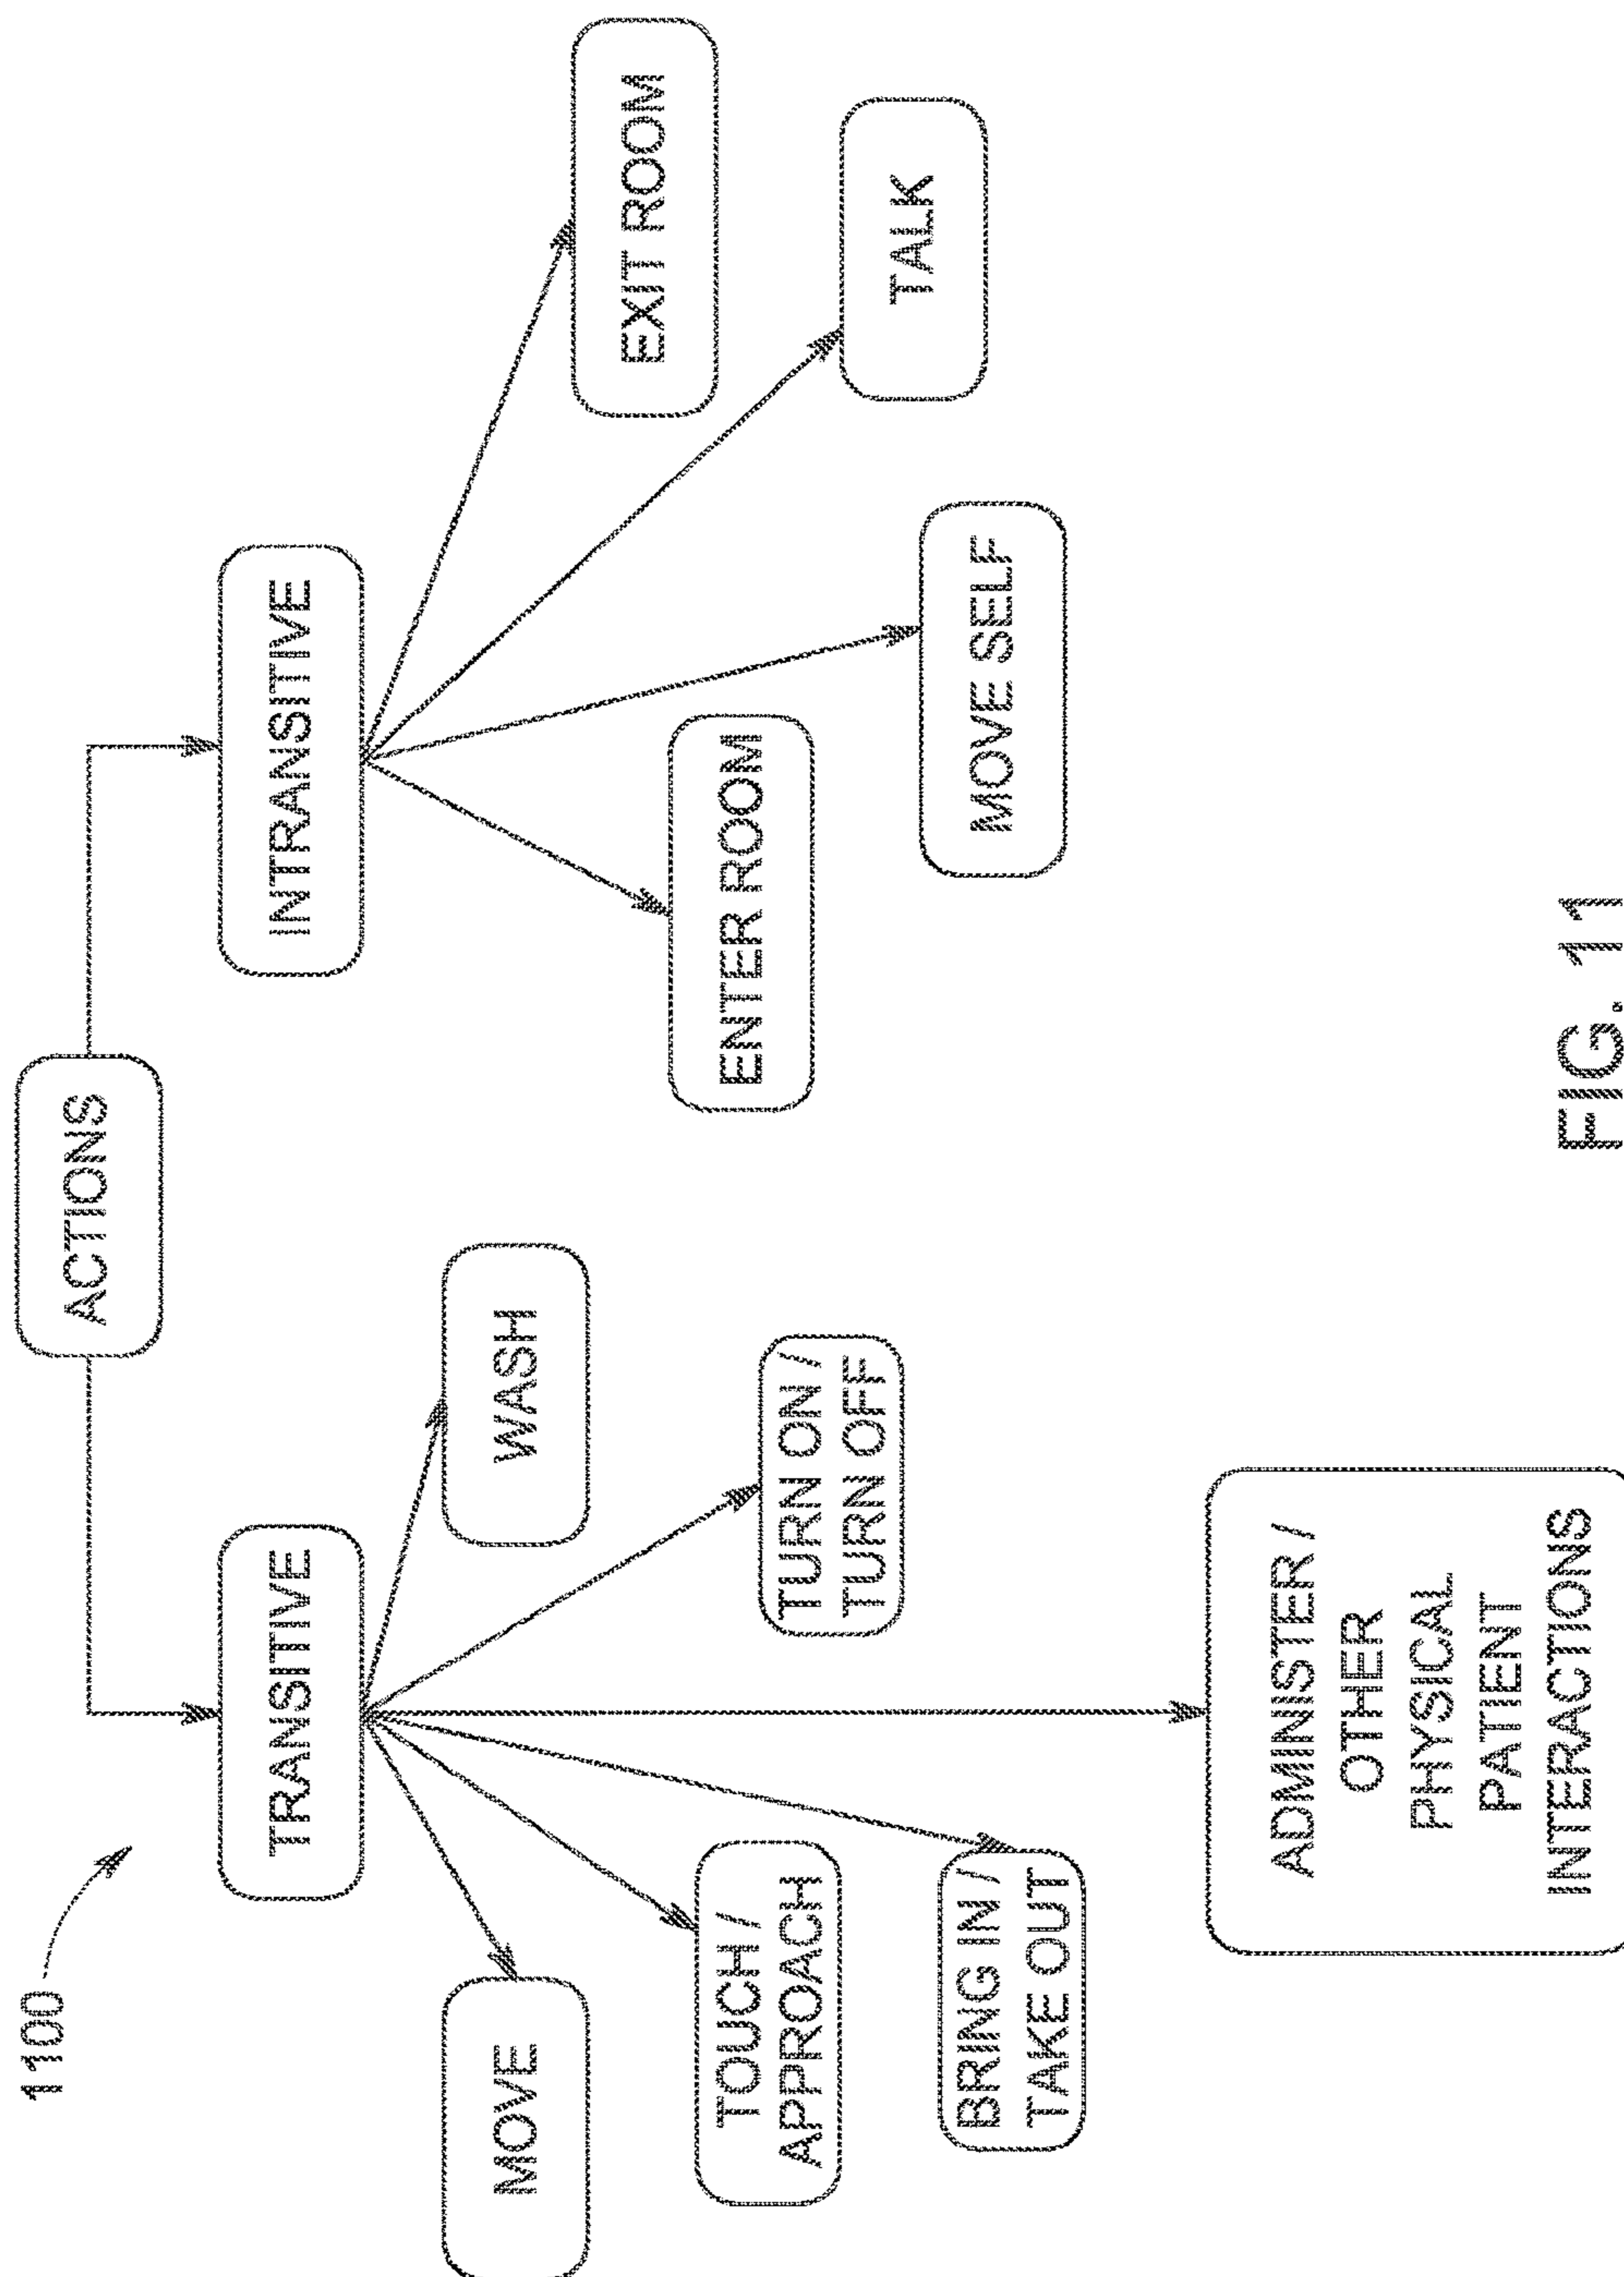 1100
ACTIONS
TRANSITIVE
INTRANSITIVE
MOVE
WASH
TOUCH /
APPROACH
TURN ON /
TURN OFF
BRING IN /
TAKE OUT
ADMINISTER /
OTHER
PHYSICAL
PATIENT
INTERACTIONS
ENTER ROOM
EXIT ROOM
MOVE SELF
TALK
FIG. 11